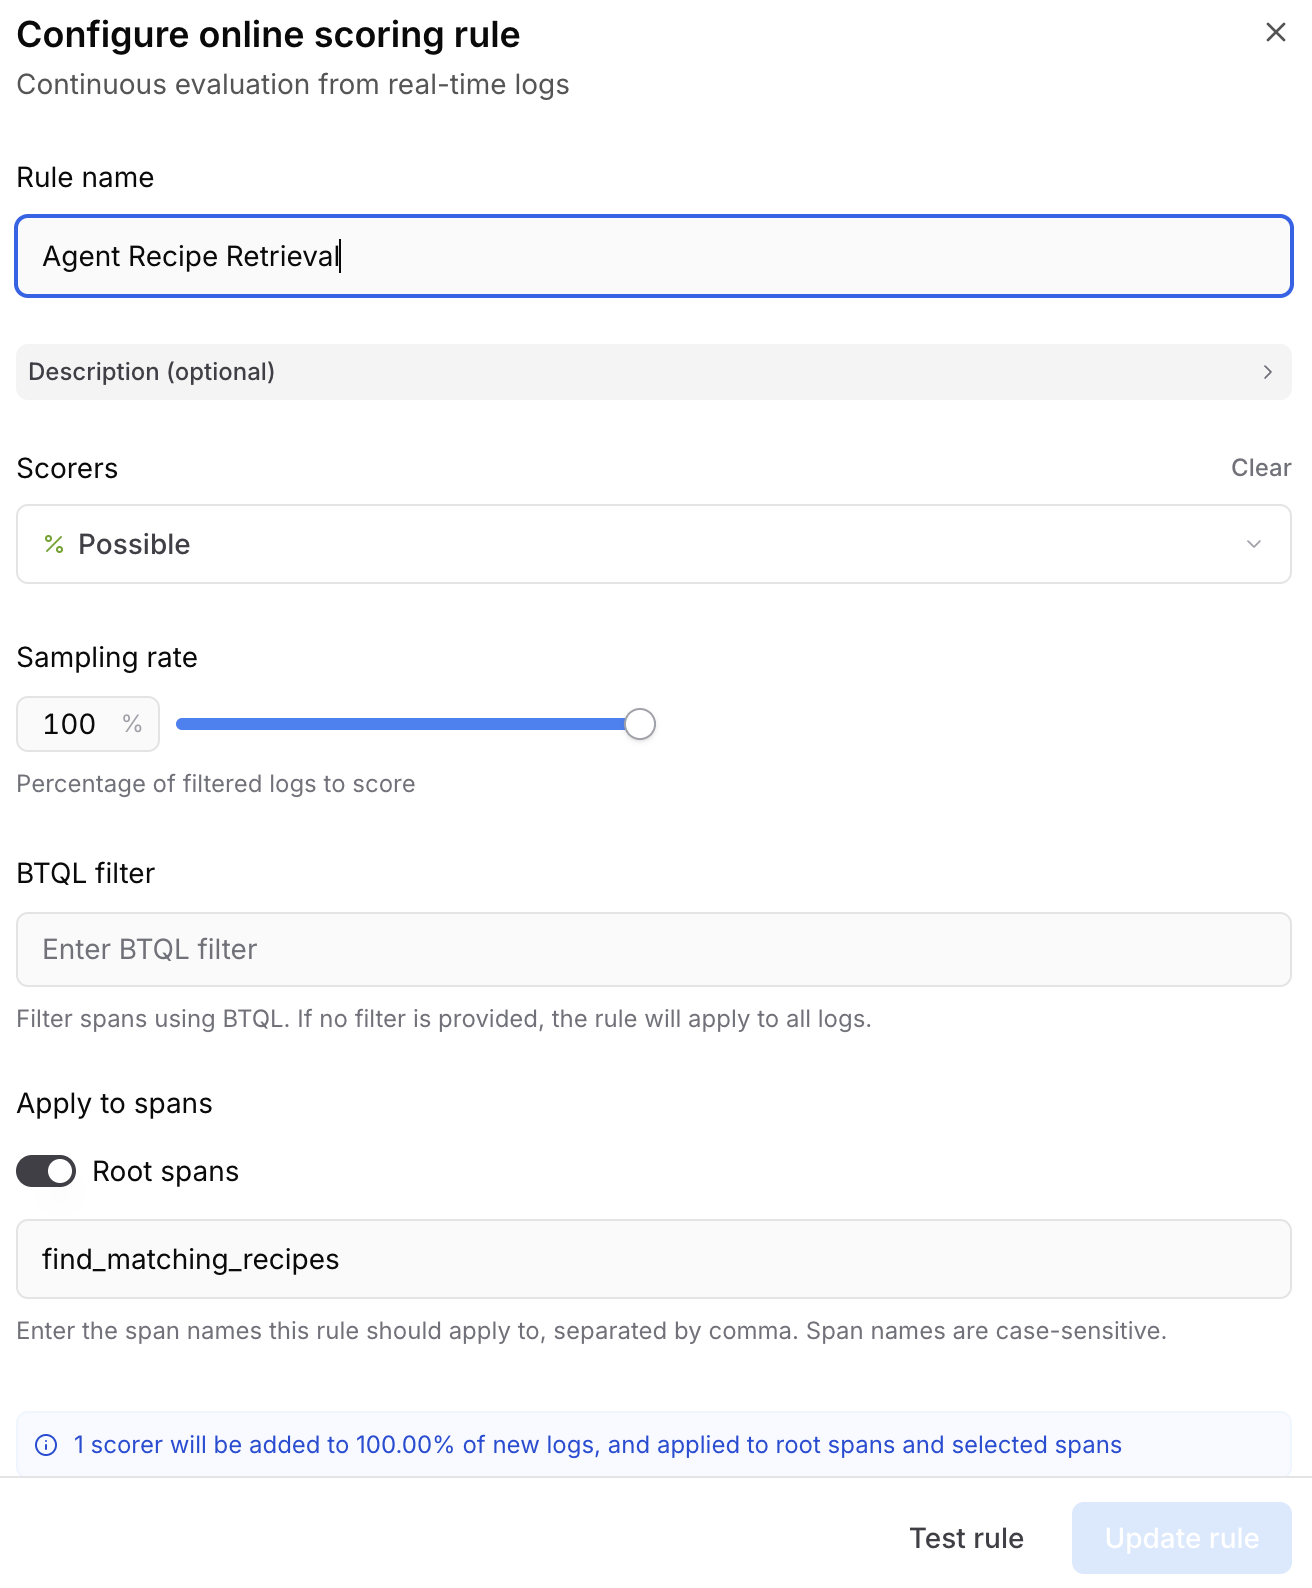 Configure online scoring rule
Continuous evaluation from real-time logs
Rule name
Agent Recipe Retrieval
Description (optional)
Scorers
Clear
Possible
Sampling rate
100 %
Percentage of filtered logs to score
BTQL filter
Enter BTQL filter
Filter spans using BTQL. If no filter is provided, the rule will apply to all logs.
Apply to spans
Root spans
find_matching_recipes
Enter the span names this rule should apply to, separated by comma. Span names are case-sensitive.
1 scorer will be added to 100.00% of new logs, and applied to root spans and selected spans
Test rule
Update rule